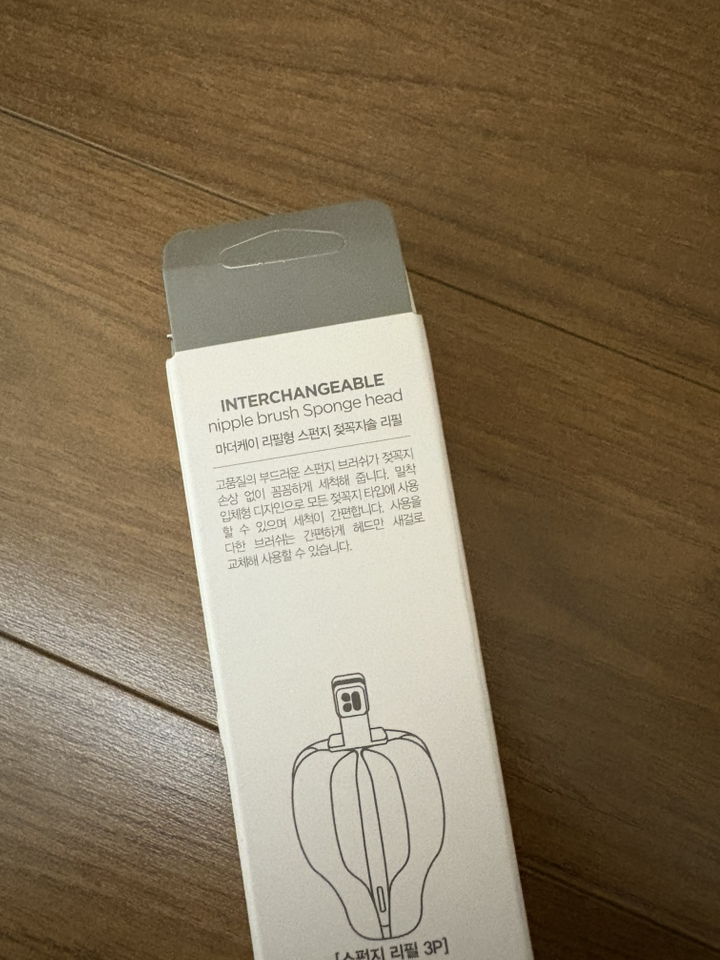 INTERCHANGEABLE
nipple brush Sponge head
마더케이 리필형 스펀지 젖꼭지솔 리필
고품질의 부드러운 스펀지 브러쉬가 젖꼭지
손상 없이 꼼꼼하게 세척해 줍니다. 밀착
입체형 디자인으로 모든 젖꼭지 타입에 사용
할 수 있으며 세척이 간편합니다. 사용을
다한 브러쉬는 간편하게 헤드만 새걸로
교체해 사용할 수 있습니다.
[스펀지 리필 3P]